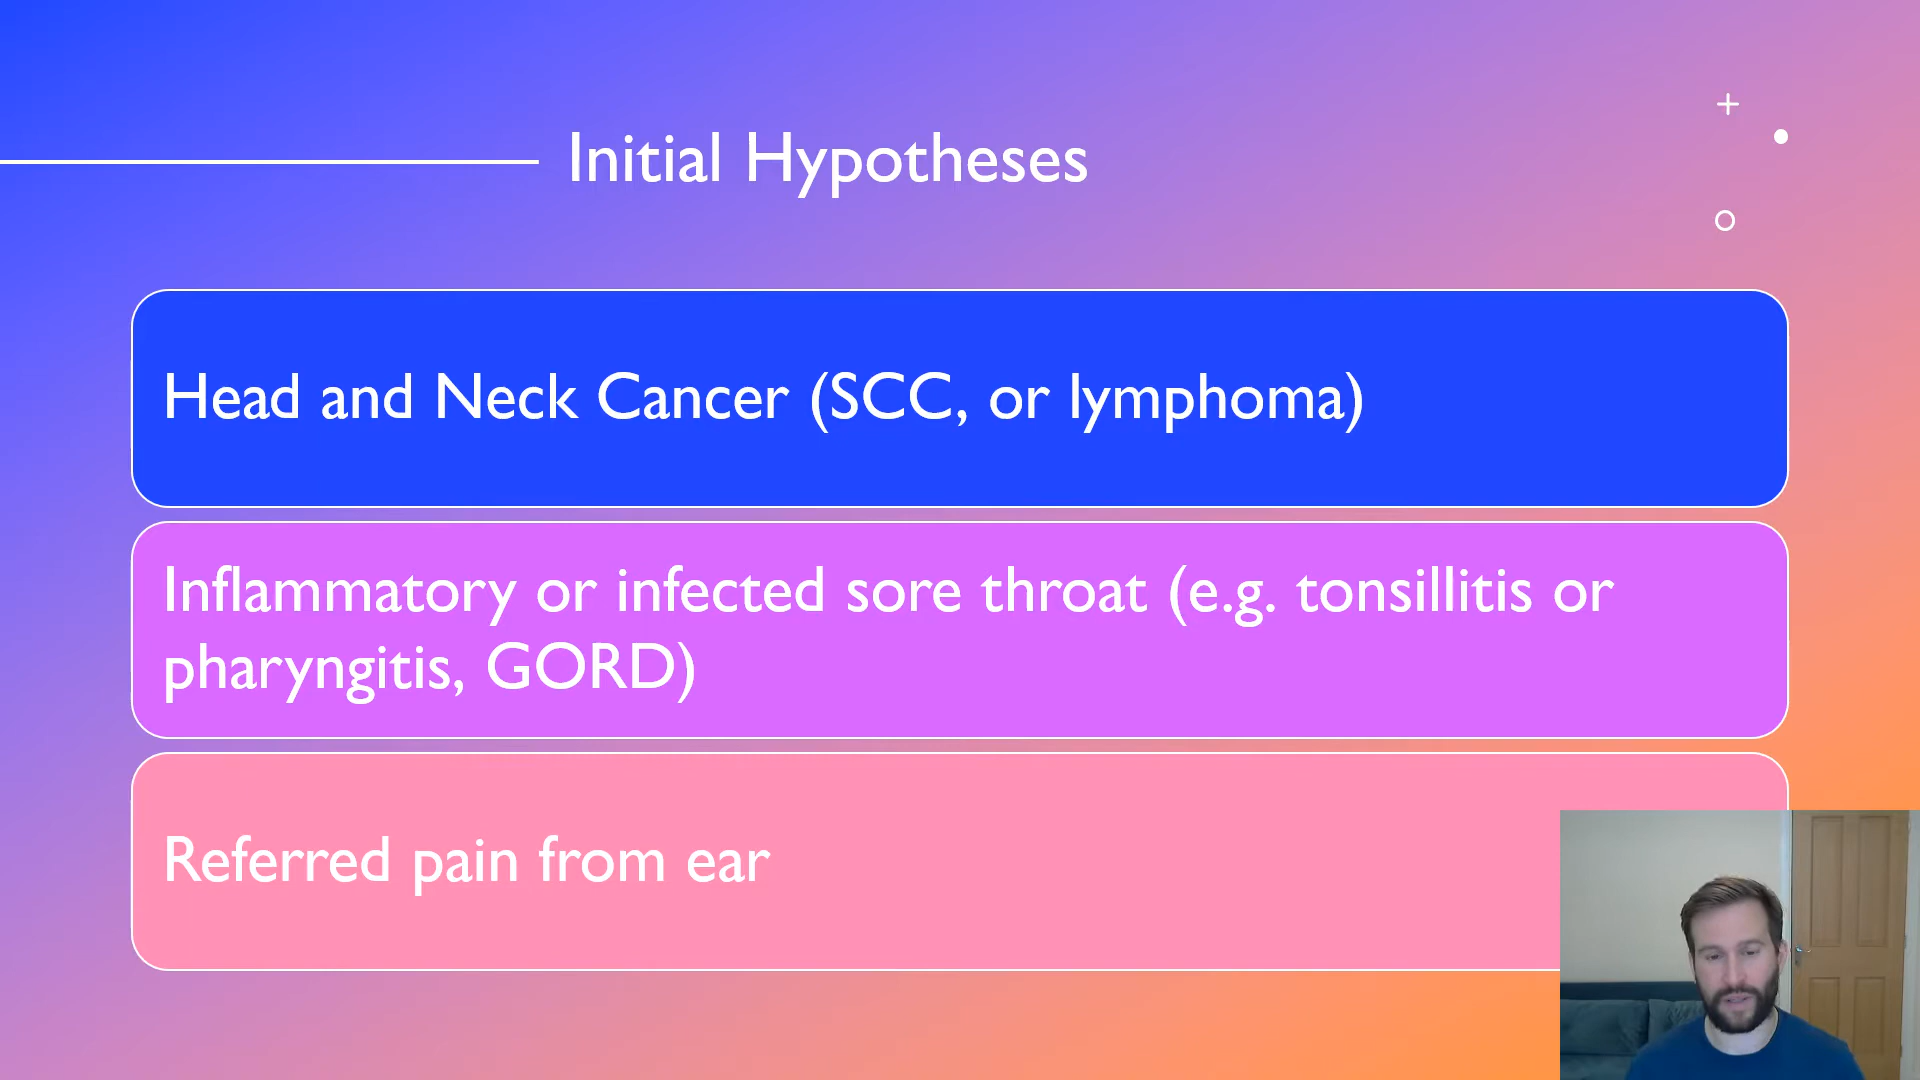 Initial Hypotheses
Head and Neck Cancer (SCC, or lymphoma)
Inflammatory or infected sore throat (e.g. tonsillitis or
pharyngitis, GORD)
Referred pain from ear